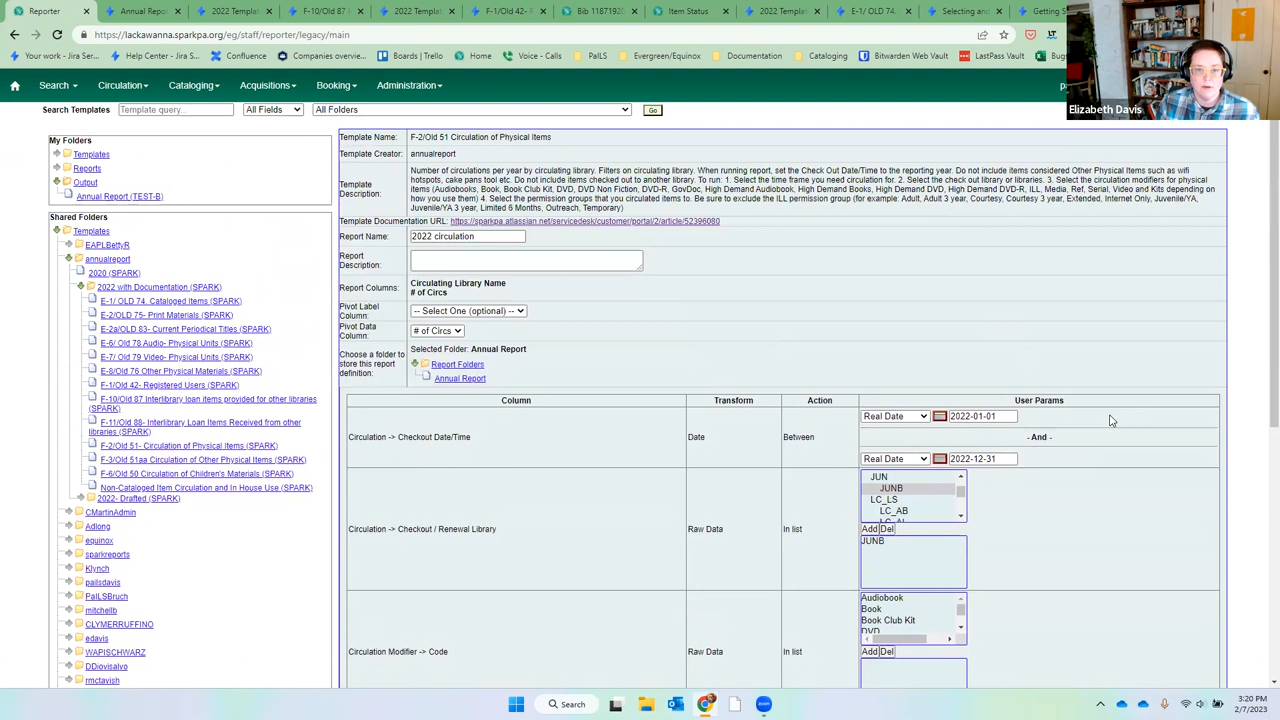 Reporter
Annual Repor
2022 Templa
F-10/Old 87 I
F-1/Old 42- R
Bib 11871920
Item Status
2022 Templat
E-1/ OLD 74.
Selecting and
Getting S
lackawanna.sparkpa.org/eg/staff/reporter/legacy/main
Your work - Jira Ser...
Help Center - Jira S...
Confluence
Companies overvie...
Boards | Trello
Home
Voice - Calls
PaILS
Evergreen/Equinox
Documentation
Cataloging
Bitwarden Web Vault
LastPass Vault
Search
Circulation
Cataloging
Acquisitions
Booking
Administration
Elizabeth Davis
Search Templates
Template query...
All Fields
All Folders
Go
My Folders
Templates
Reports
Output
Annual Report (TEST-B)
Shared Folders
Templates
EAPLBettyR
annualreport
2020 (SPARK)
2022 with Documentation (SPARK)
E-1/ OLD 74. Cataloged Items (SPARK)
E-2/OLD 75- Print Materials (SPARK)
E-2a/OLD 83- Current Periodical Titles (SPARK)
E-6/ Old 78 Audio- Physical Units (SPARK)
E-7/ Old 79 Video- Physical Units (SPARK)
E-8/Old 76 Other Physical Materials (SPARK)
F-1/Old 42- Registered Users (SPARK)
F-10/Old 87 Interlibrary loan items provided for other libraries
(SPARK)
F-11/Old 88- Interlibrary Loan Items Received from other
libraries (SPARK)
F-2/Old 51- Circulation of Physical Items (SPARK)
F-3/Old 51aa Circulation of Other Physical Items (SPARK)
F-6/Old 50 Circulation of Children's Materials (SPARK)
Non-Cataloged Item Circulation and In House Use (SPARK)
2022- Drafted (SPARK)
CMartinAdmin
Adlong
equinox
sparkreports
Klynch
pailsdavis
PaILSBruch
mitchellb
CLYMERRUFFINO
edavis
WAPISCHWARZ
DDiovisalvo
rmctavish
Template Name: F-2/Old 51 Circulation of Physical Items
Template Creator: annualreport
Template
Description:
Number of circulations per year by circulating library. Filters on circulating library. When running report, set the Check Out Date/Time to the reporting year. Do not include items considered Other Physical Items such as wifi
hotspots, cake pans tool etc. Do not include items checked out to another library. To run: 1. Select the time frame you need circulation for. 2. Select the check out library or libraries. 3. Select the circulation modifiers for physical
items (Audiobooks, Book, Book Club Kit, DVD, DVD Non Fiction, DVD-R, GovDoc, High Demand Audiobook, High Demand Books, High Demand DVD, High Demand DVD-R, ILL, Media, Ref, Serial, Video and Kits depending on
how you use them) 4. Select the permission groups that you circulated items to. Be sure to exclude the ILL permission group (for example: Adult, Adult 3 year, Courtesy, Courtesy 3 year, Extended, Internet Only, Juvenile/YA,
Juvenile/YA 3 year, Limited 6 Months, Outreach, Temporary)
Template Documentation URL: https://sparkpa.atlassian.net/servicedesk/customer/portal/2/article/52396080
Report Name: 2022 circulation
Report
Description:
Report Columns:
Circulating Library Name
# of Circs
Pivot Label
Column:
-- Select One (optional) --
Pivot Data
Column:
# of Circs
Choose a folder to
store this report
definition:
Selected Folder: Annual Report
Report Folders
Annual Report
Column
Transform
Action
User Params
Circulation -> Checkout Date/Time
Date
Between
Real Date
2022-01-01
- And -
Real Date
2022-12-31
Circulation -> Checkout / Renewal Library
Raw Data
In list
JUN
JUNB
LC_LS
LC_AB
Add Del
JUNB
Circulation Modifier -> Code
Raw Data
In list
Audiobook
Book
Book Club Kit
DVD
Add Del
Search
3:20 PM
2/7/2023